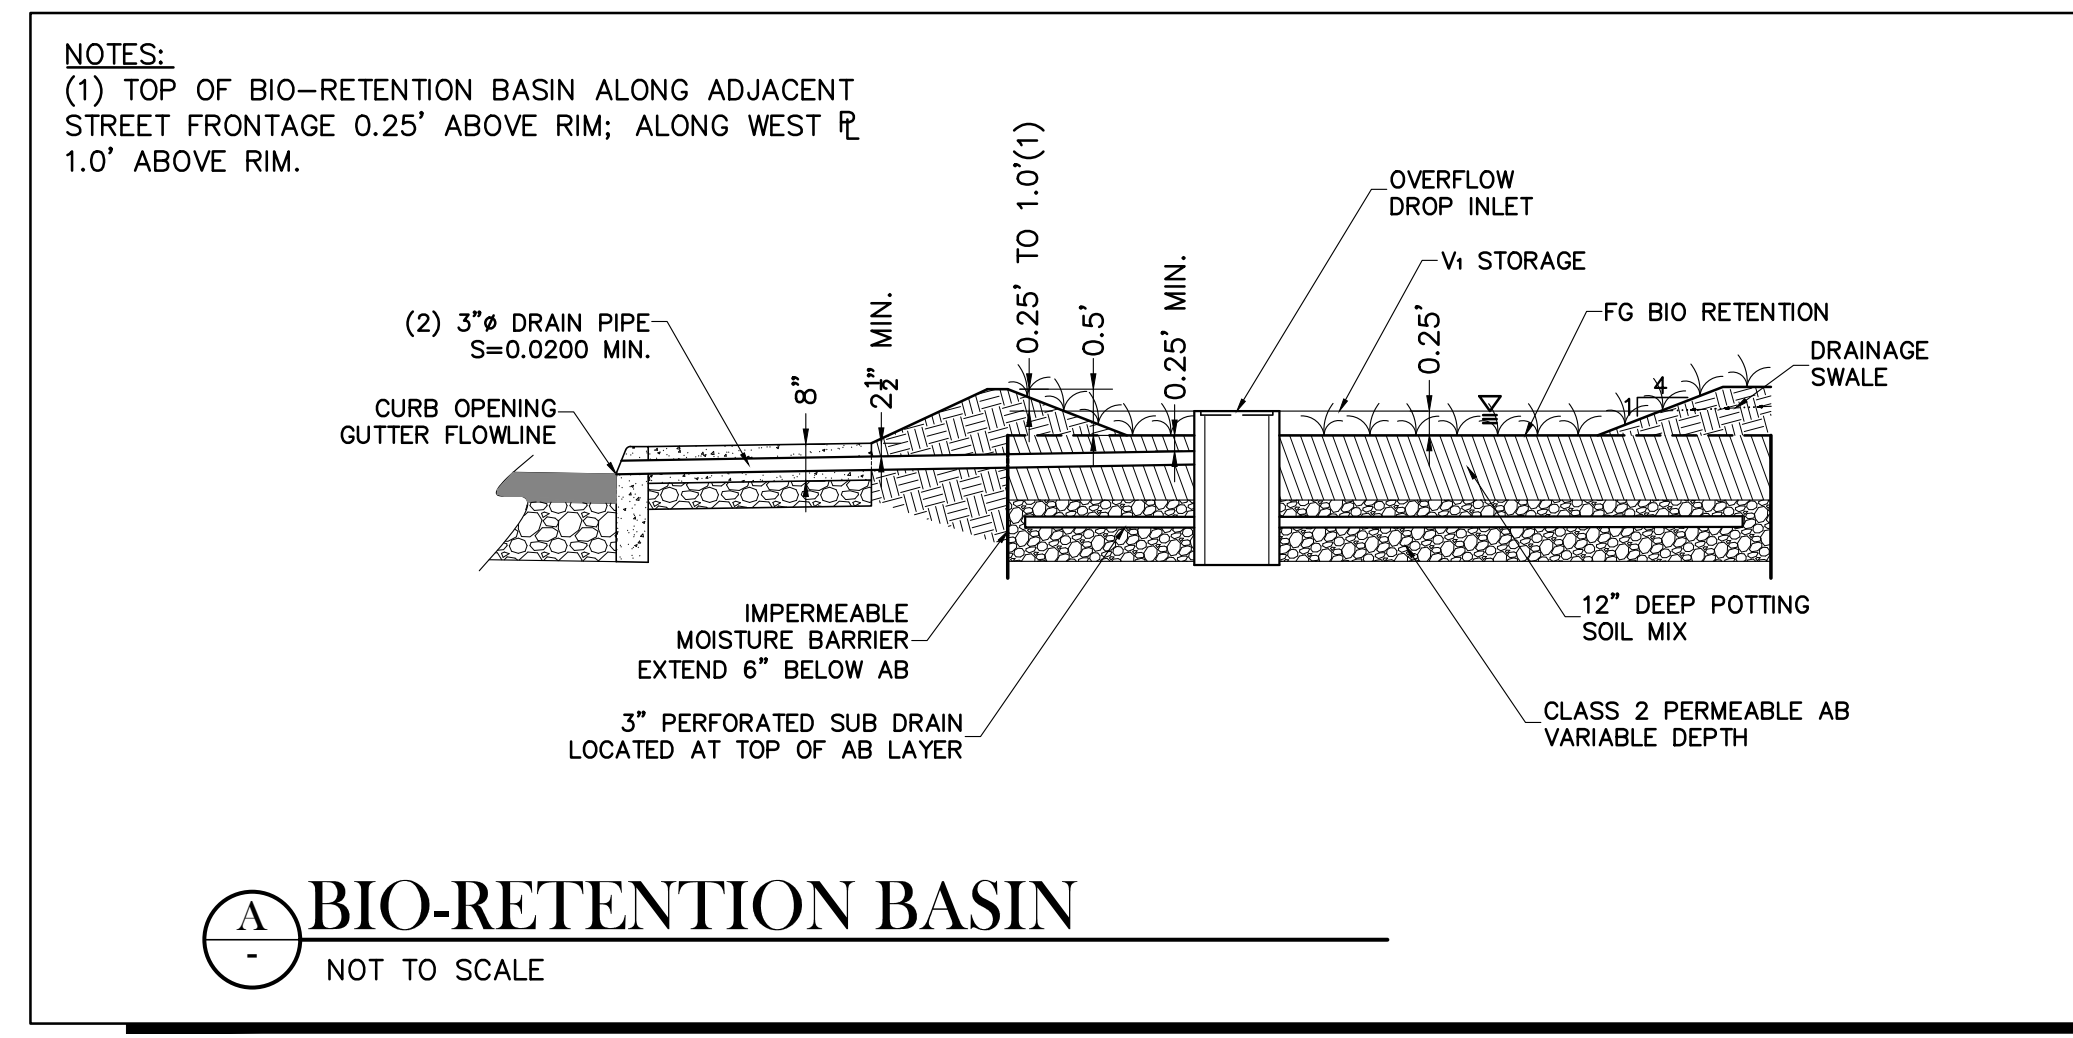 NOTES:
(1) TOP OF BIO-RETENTION BASIN ALONG ADJACENT
STREET FRONTAGE 0.25' ABOVE RIM; ALONG WEST ⅊
1.0' ABOVE RIM.
0.25' TO 1.0'(1)
OVERFLOW
DROP INLET
V1 STORAGE
0.25' MIN.
(2) 3"ø DRAIN PIPE
S=0.0200 MIN.
2½" MIN.
0.5'
0.25'
FG BIO RETENTION
DRAINAGE
SWALE
8"
4
1
CURB OPENING
GUTTER FLOWLINE
IMPERMEABLE
MOISTURE BARRIER
EXTEND 6" BELOW AB
12" DEEP POTTING
SOIL MIX
3" PERFORATED SUB DRAIN
LOCATED AT TOP OF AB LAYER
CLASS 2 PERMEABLE AB
VARIABLE DEPTH
A
-
BIO-RETENTION BASIN
NOT TO SCALE